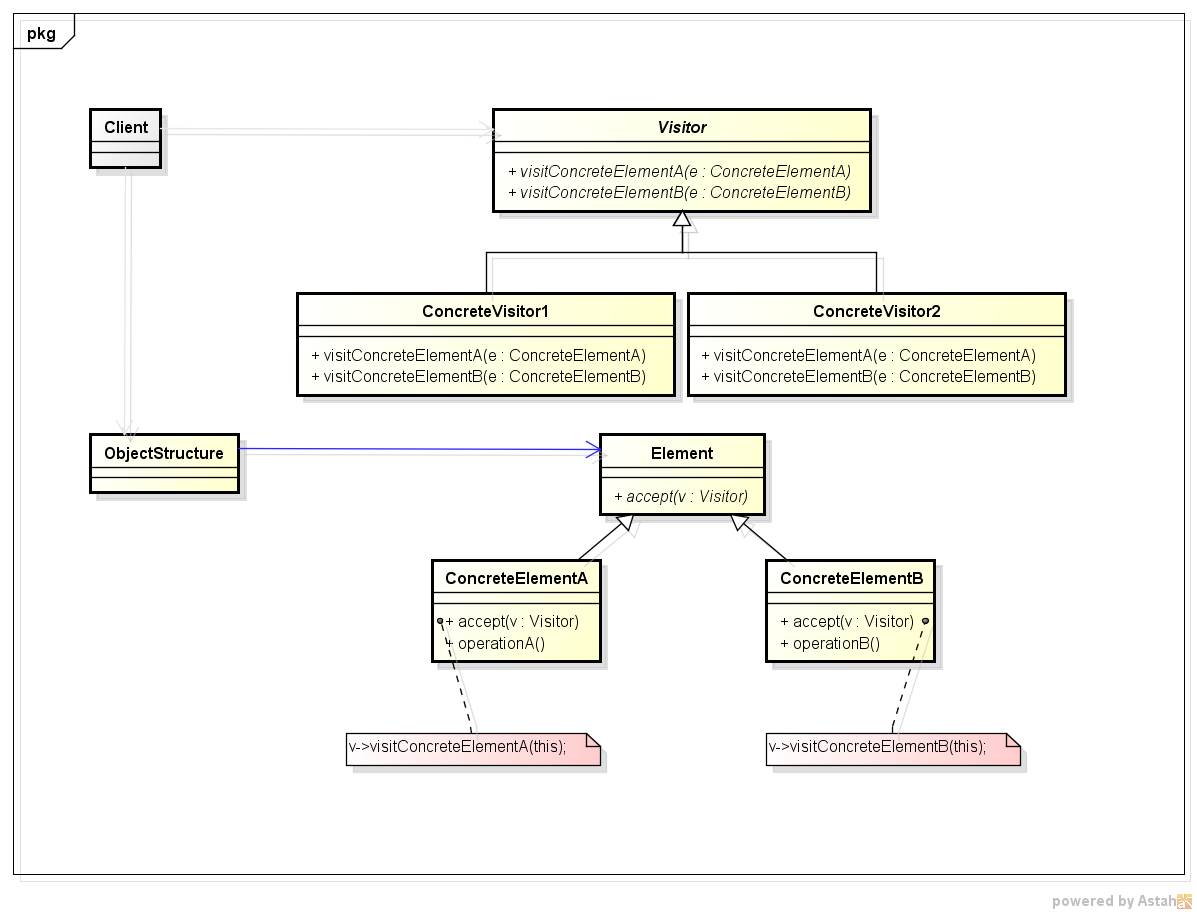 pkg
Client
Visitor
+ visitConcreteElementA(e : ConcreteElementA)
+ visitConcreteElementB(e : ConcreteElementB)
ConcreteVisitor1
+ visitConcreteElementA(e : ConcreteElementA)
+ visitConcreteElementB(e : ConcreteElementB)
ConcreteVisitor2
+ visitConcreteElementA(e : ConcreteElementA)
+ visitConcreteElementB(e : ConcreteElementB)
ObjectStructure
Element
+ accept(v : Visitor)
ConcreteElementA
+ accept(v : Visitor)
+ operationA()
ConcreteElementB
+ accept(v : Visitor)
+ operationB()
v->visitConcreteElementA(this);
v->visitConcreteElementB(this);
powered by Astah